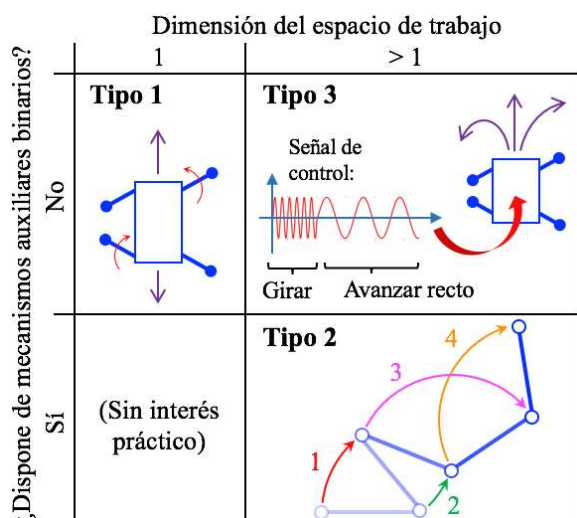 Dimensión del espacio de trabajo
1
> 1
¿Dispone de mecanismos auxiliares binarios?
No
Tipo 1
Tipo 3
Señal de
control:
Girar
Avanzar recto
Sí
(Sin interés
práctico)
Tipo 2
1
2
3
4